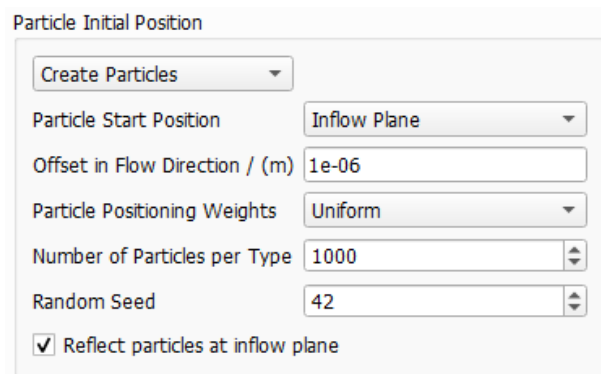 Particle Initial Position
Create Particles
Particle Start Position Inflow Plane
Offset in Flow Direction / (m) 1e-06
Particle Positioning Weights Uniform
Number of Particles per Type 1000
Random Seed 42
Reflect particles at inflow plane